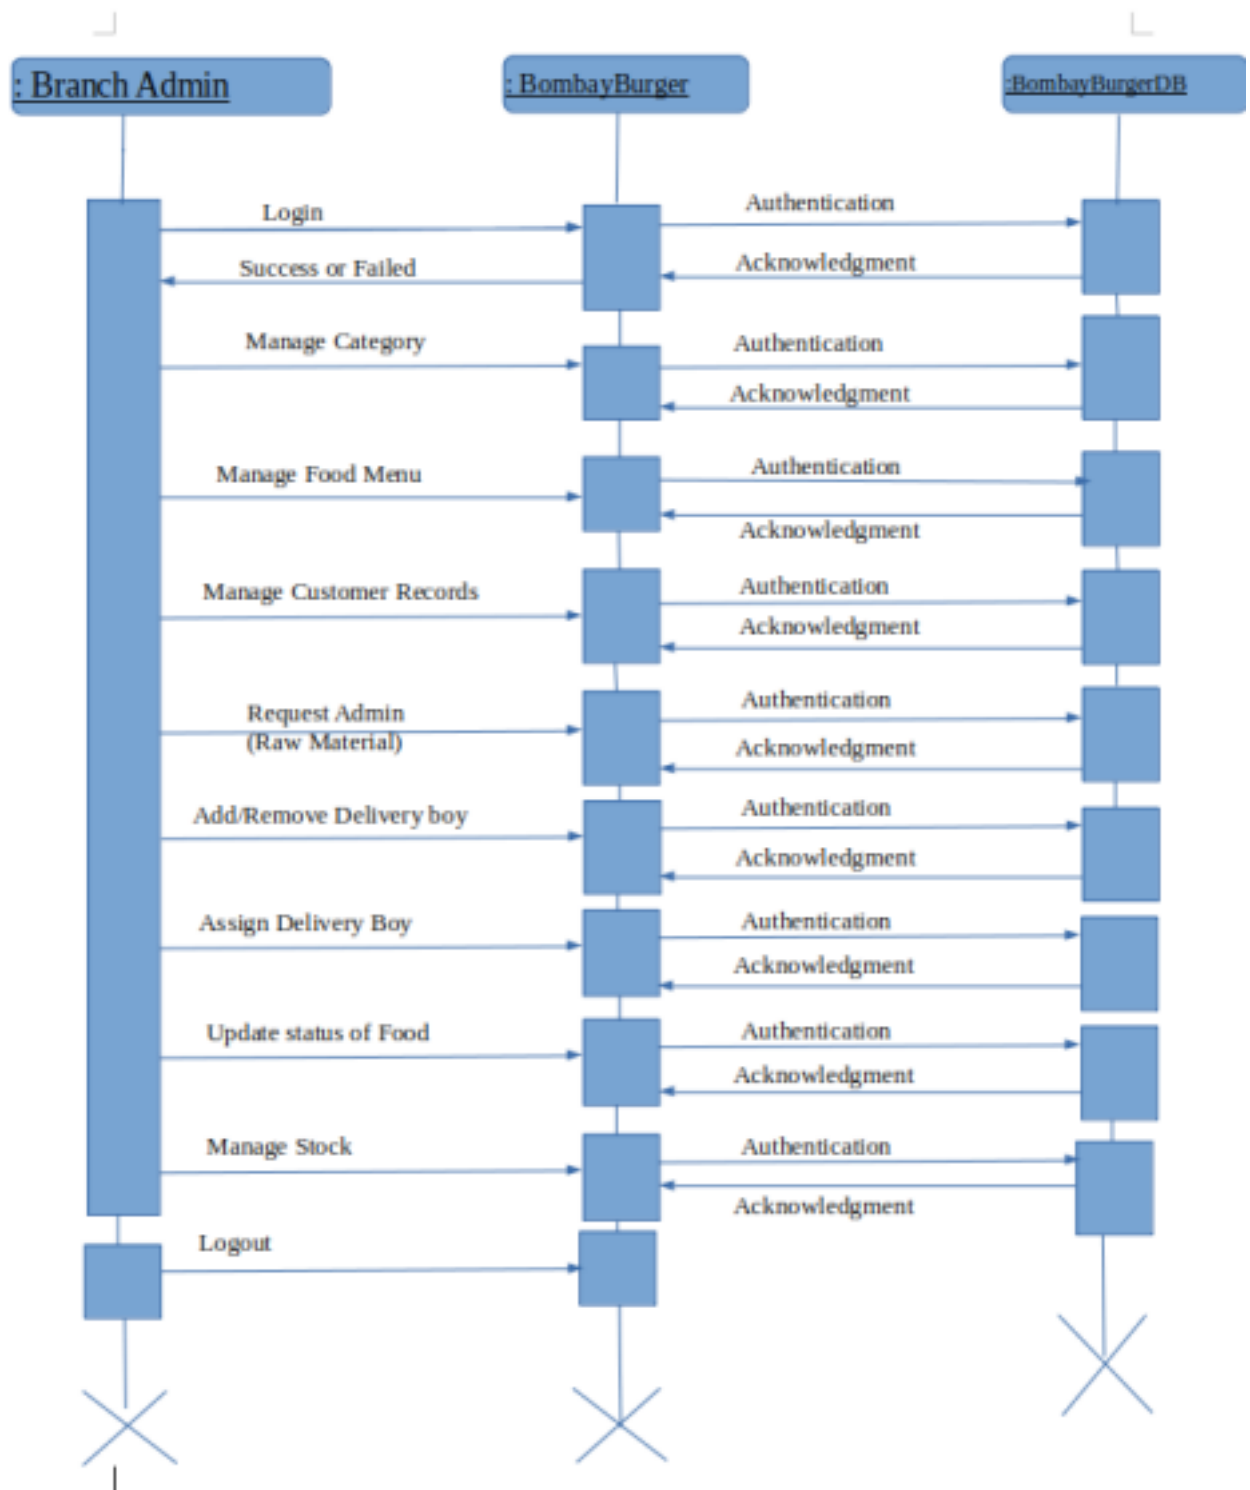 : Branch Admin
: BombayBurger
:BombayBurgerDB
Login
Authentication
Success or Failed
Acknowledgment
Manage Category
Authentication
Acknowledgment
Manage Food Menu
Authentication
Acknowledgment
Manage Customer Records
Authentication
Acknowledgment
Request Admin
(Raw Material)
Authentication
Acknowledgment
Add/Remove Delivery boy
Authentication
Acknowledgment
Assign Delivery Boy
Authentication
Acknowledgment
Update status of Food
Authentication
Acknowledgment
Manage Stock
Authentication
Acknowledgment
Logout